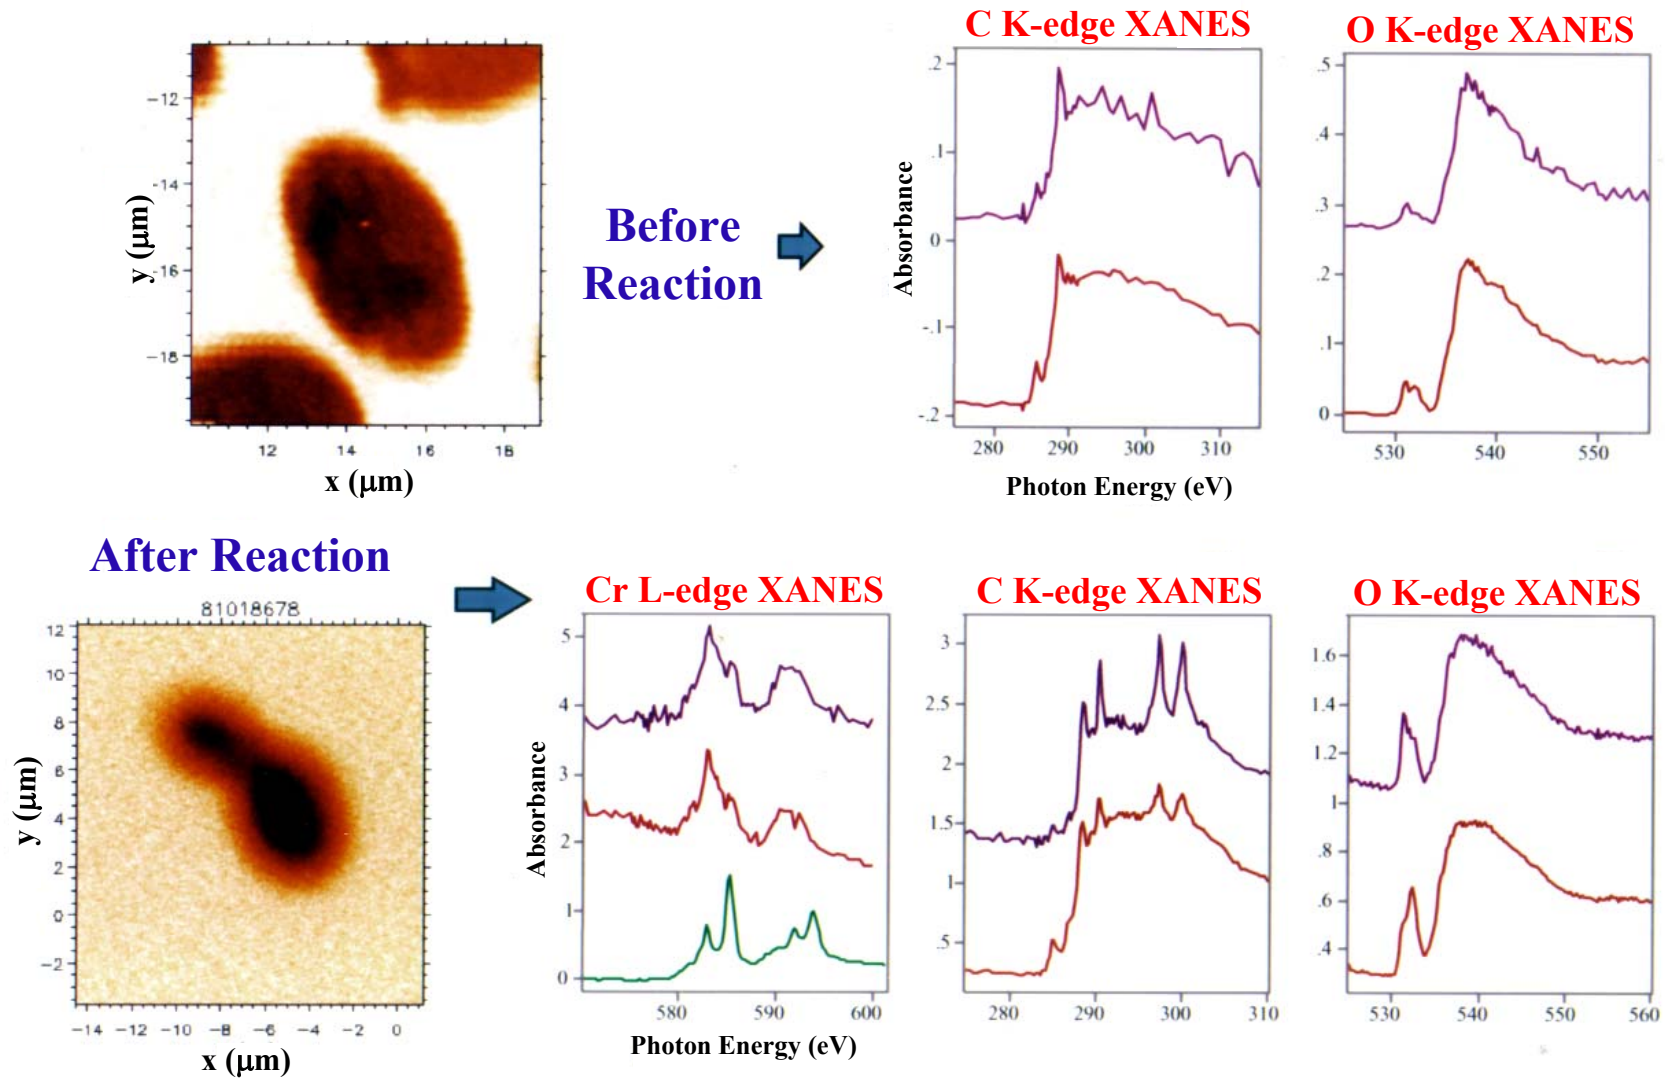 C K-edge XANES
O K-edge XANES
-12
-14
-16
-18
y (μm)
12 14 16 18
x (μm)
Before
Reaction
Absorbance
.2
.1
0
-.1
-.2
280 290 300 310
Photon Energy (eV)
.5
.4
.3
.2
.1
0
530 540 550
After Reaction
81018678
12
10
8
6
4
2
0
-2
y (μm)
-14 -12 -10 -8 -6 -4 -2 0
x (μm)
Cr L-edge XANES
C K-edge XANES
O K-edge XANES
Absorbance
5
4
3
2
1
0
580 590 600
Photon Energy (eV)
3
2.5
2
1.5
1
.5
280 290 300 310
1.6
1.4
1.2
1
.8
.6
.4
530 540 550 560